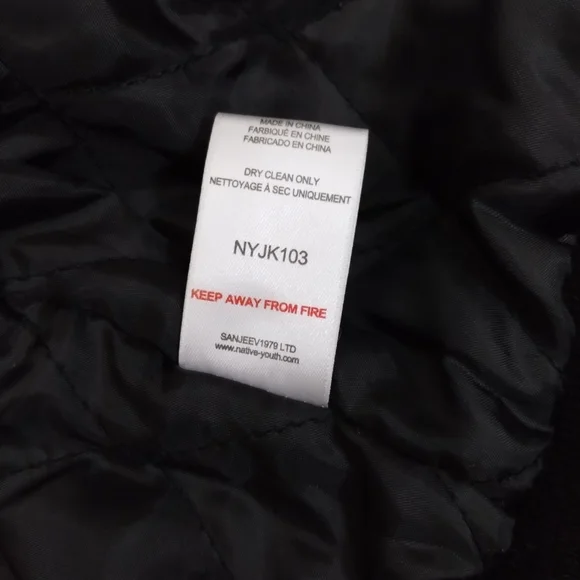 MADE IN CHINA
FARBIQUÉ EN CHINE
FABRICADO EN CHINA
DRY CLEAN ONLY
NETTOYAGE À SEC UNIQUEMENT
NYJK103
KEEP AWAY FROM FIRE
SANJEEV1979 LTD
www.native-youth.com